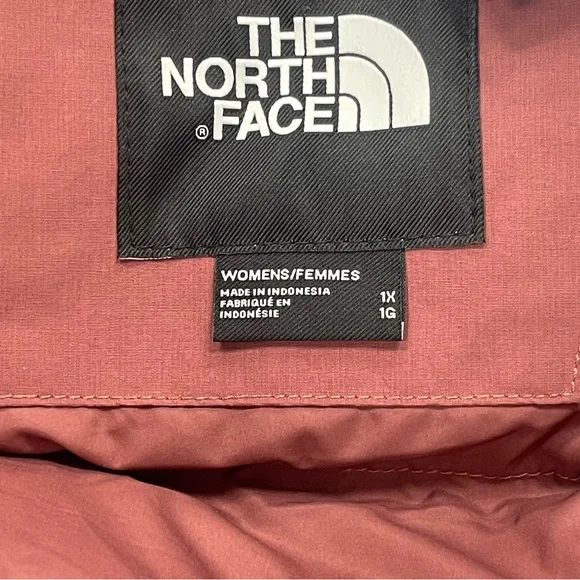 THE
NORTH
® FACE
WOMENS/FEMMES
MADE IN INDONESIA 1X
FABRIQUÉ EN 1G
INDONÉSIE